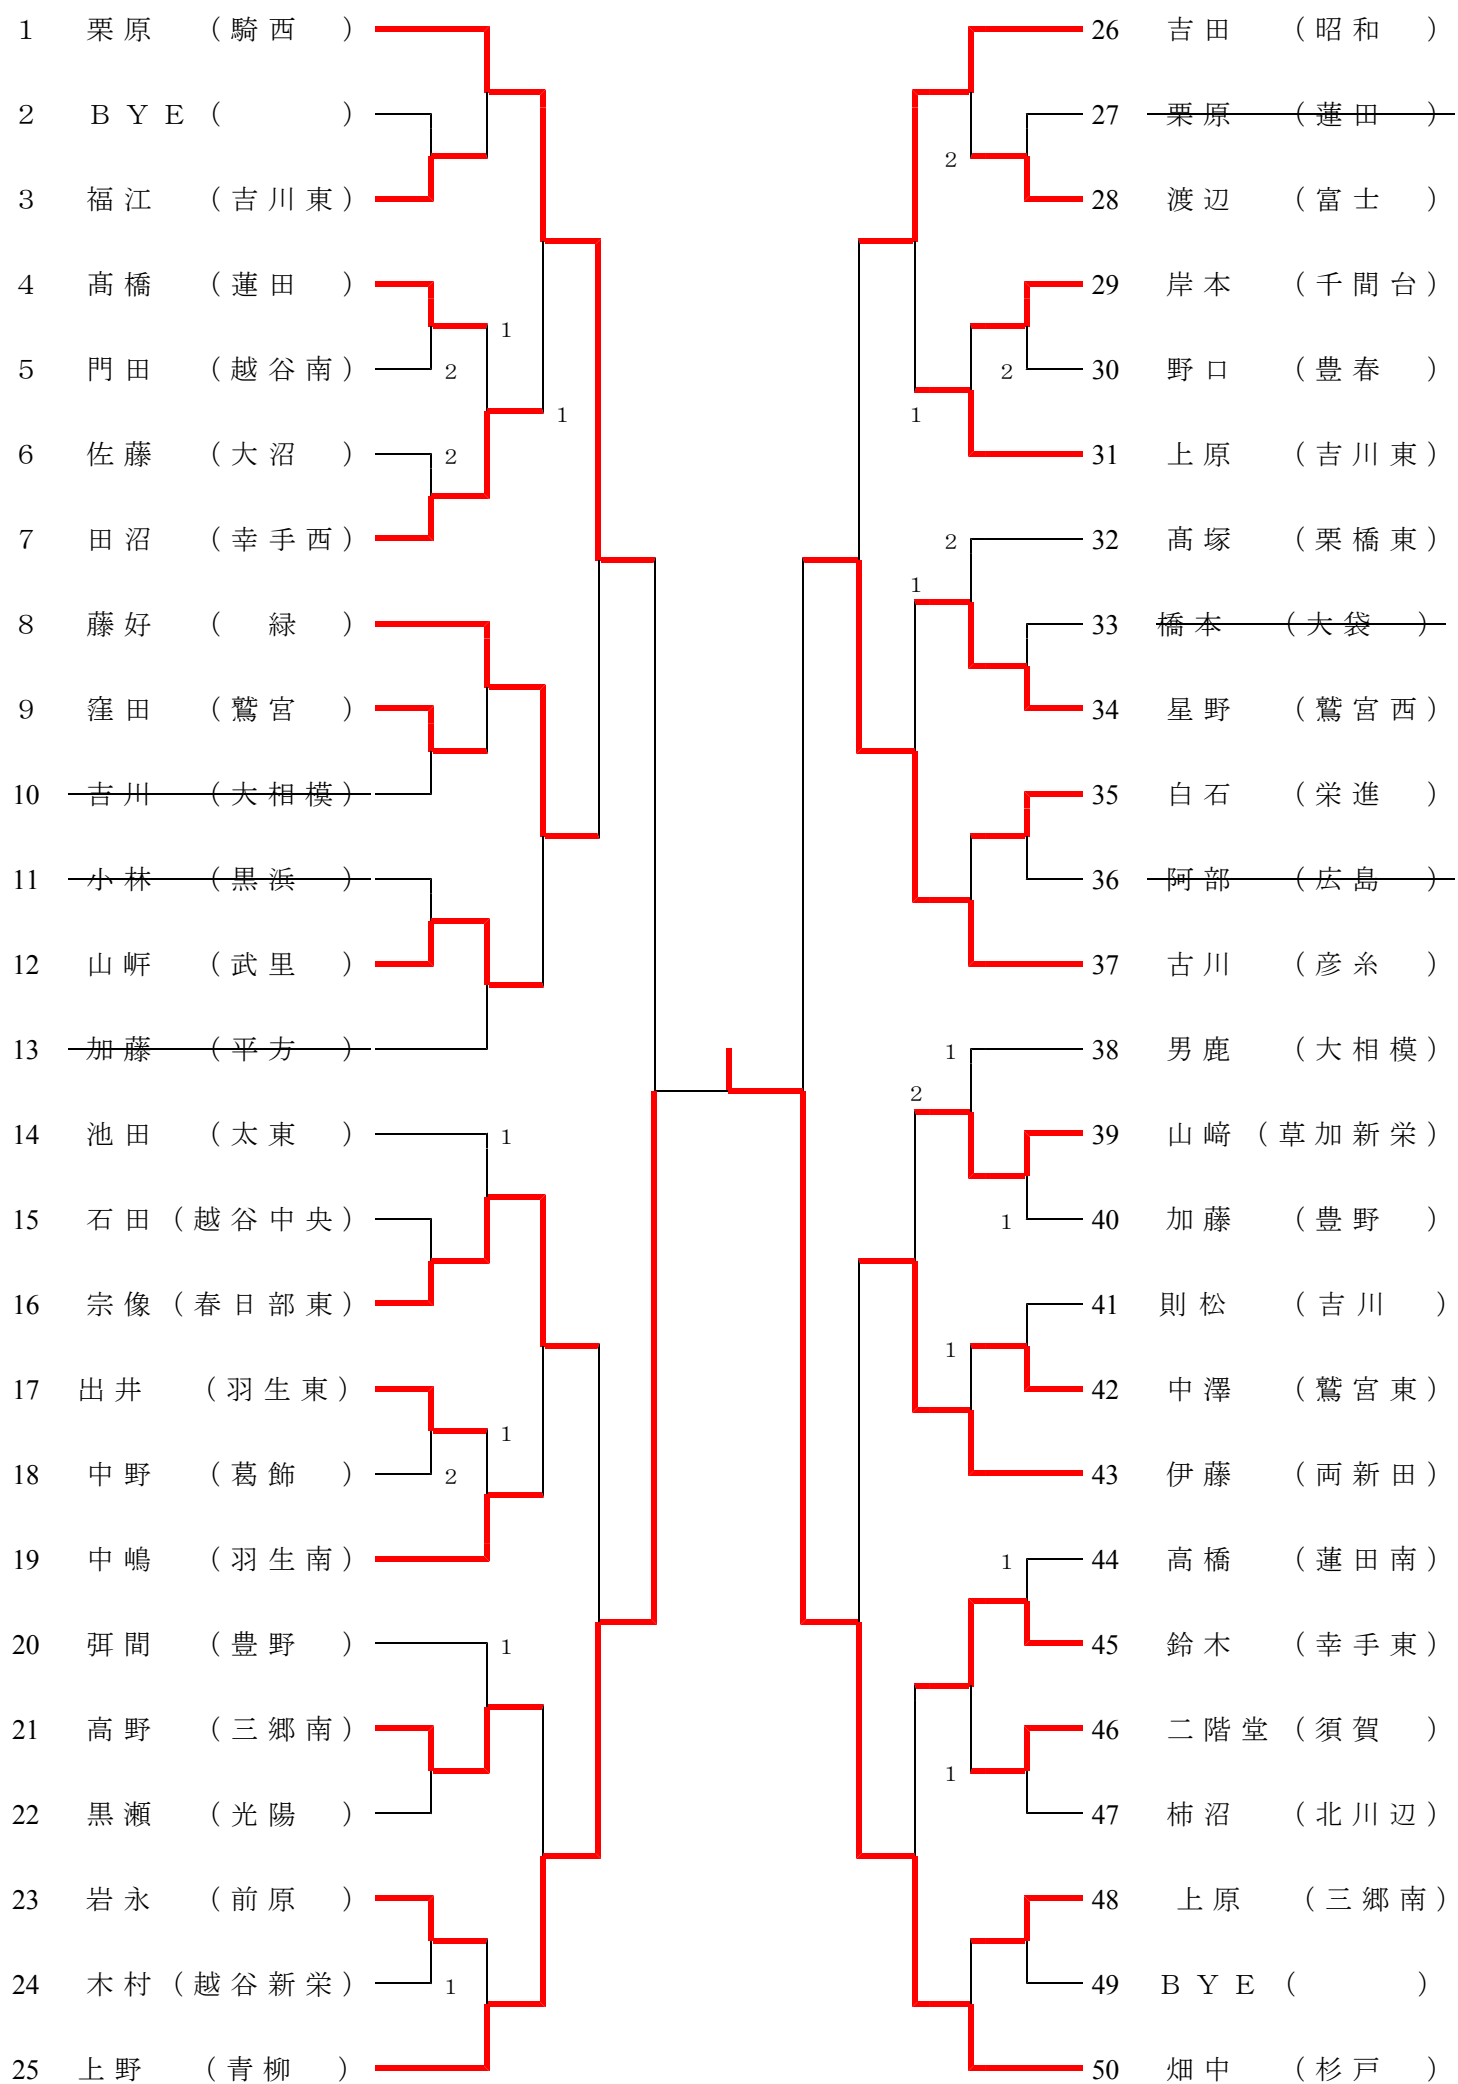 1 栗原 (騎西)
2 BYE ( )
3 福江 (吉川東)
4 髙橋 (蓮田)
1
5 門田 (越谷南)
2
1
6 佐藤 (大沼)
2
7 田沼 (幸手西)
8 藤好 (緑)
9 窪田 (鷲宮)
10 吉川 (大相模)
11 小林 (黒浜)
12 山㟁 (武里)
13 加藤 (平方)
14 池田 (太東)
1
15 石田 (越谷中央)
16 宗像 (春日部東)
17 出井 (羽生東)
1
18 中野 (葛飾)
2
19 中嶋 (羽生南)
20 弭間 (豊野)
1
21 高野 (三郷南)
22 黒瀬 (光陽)
23 岩永 (前原)
24 木村 (越谷新栄)
1
25 上野 (青柳)
26 吉田 (昭和)
27 栗原 (蓮田)
2
28 渡辺 (富士)
29 岸本 (千間台)
2
30 野口 (豊春)
1
31 上原 (吉川東)
2
32 髙塚 (栗橋東)
1
33 橋本 (大袋)
34 星野 (鷲宮西)
35 白石 (栄進)
36 阿部 (広島)
37 古川 (彦糸)
1
38 男鹿 (大相模)
2
39 山﨑 (草加新栄)
1
40 加藤 (豊野)
41 則松 (吉川)
1
42 中澤 (鷲宮東)
43 伊藤 (両新田)
1
44 高橋 (蓮田南)
45 鈴木 (幸手東)
46 二階堂 (須賀)
1
47 柿沼 (北川辺)
48 上原 (三郷南)
49 BYE ( )
50 畑中 (杉戸)